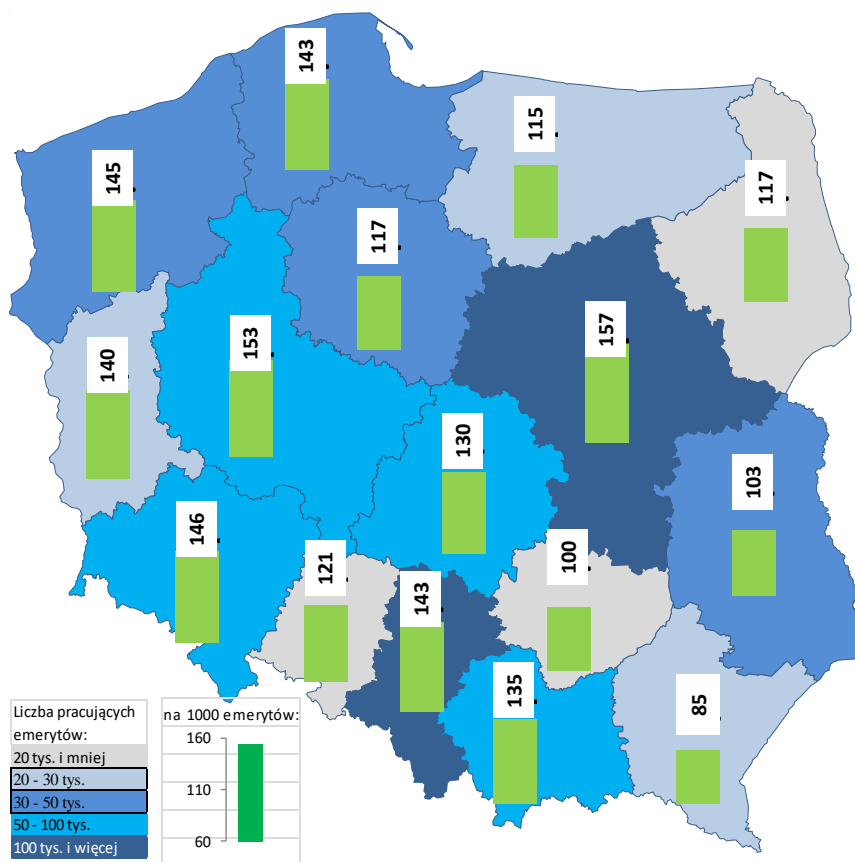 143
115
145
117
117
157
153
140
130
103
146
121
100
143
135
85
Liczba pracujących
emerytów:
20 tys. i mniej
20 - 30 tys.
30 - 50 tys.
50 - 100 tys.
100 tys. i więcej
na 1000 emerytów:
160
110
60